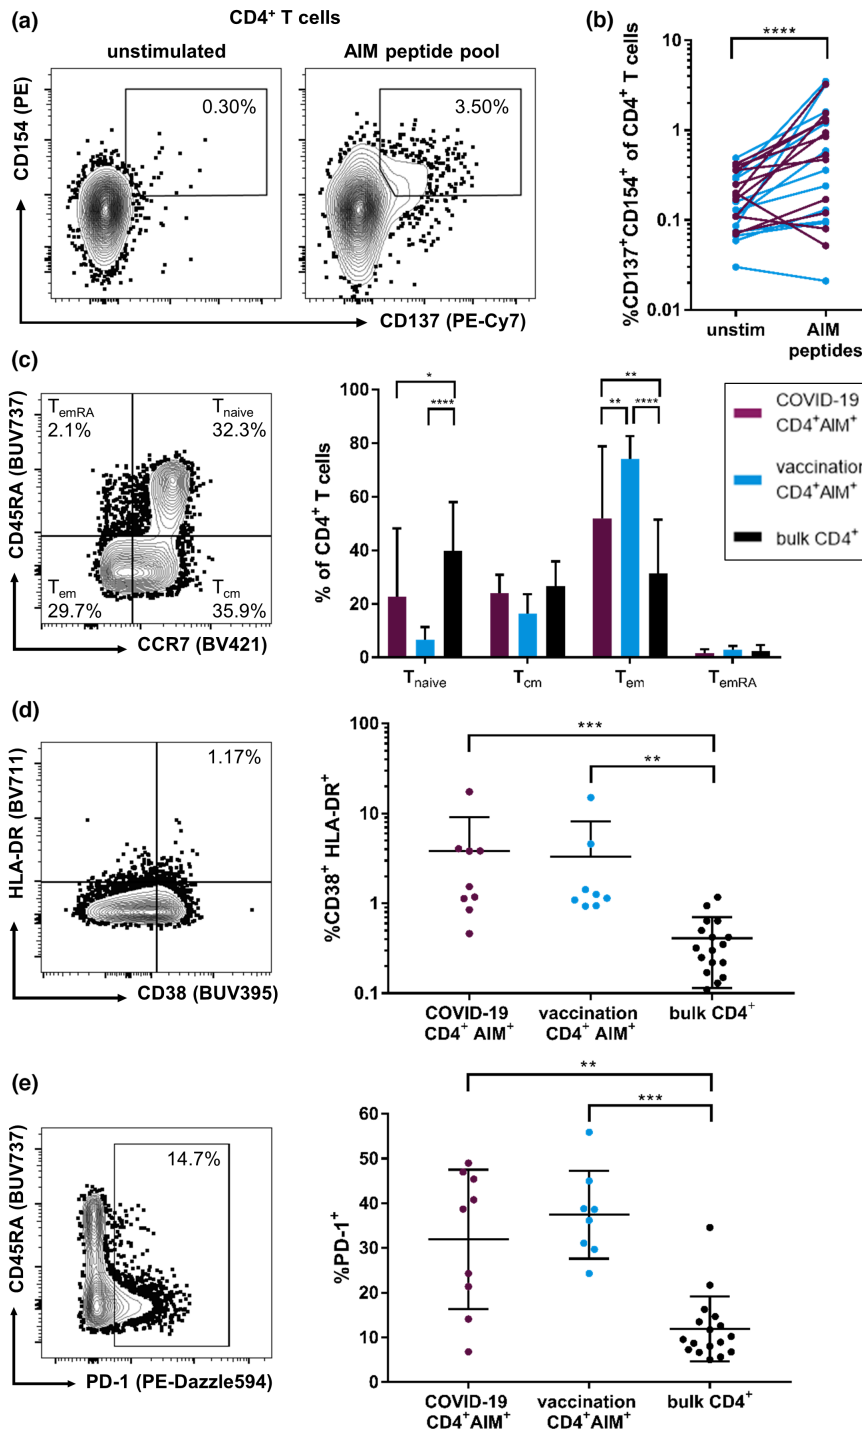 (a)
CD4⁺ T cells
unstimulated
AIM peptide pool
0.30%
3.50%
CD154 (PE)
CD137 (PE-Cy7)
(b)
****
%CD137⁺CD154⁺ of CD4⁺ T cells
10
1
0.1
0.01
unstim
AIM
peptides
(c)
TemRA
2.1%
Tnaive
32.3%
Tem
29.7%
Tcm
35.9%
CD45RA (BUV737)
CCR7 (BV421)
% of CD4⁺ T cells
100
80
60
40
20
0
*
****
**
**
****
Tnaive
Tcm
Tem
TemRA
COVID-19
CD4⁺AIM⁺
vaccination
CD4⁺AIM⁺
bulk CD4⁺
(d)
1.17%
HLA-DR (BV711)
CD38 (BUV395)
%CD38⁺ HLA-DR⁺
100
10
1
0.1
***
**
COVID-19
CD4⁺ AIM⁺
vaccination
CD4⁺ AIM⁺
bulk CD4⁺
(e)
14.7%
CD45RA (BUV737)
PD-1 (PE-Dazzle594)
%PD-1⁺
60
50
40
30
20
10
0
**
***
COVID-19
CD4⁺AIM⁺
vaccination
CD4⁺AIM⁺
bulk CD4⁺